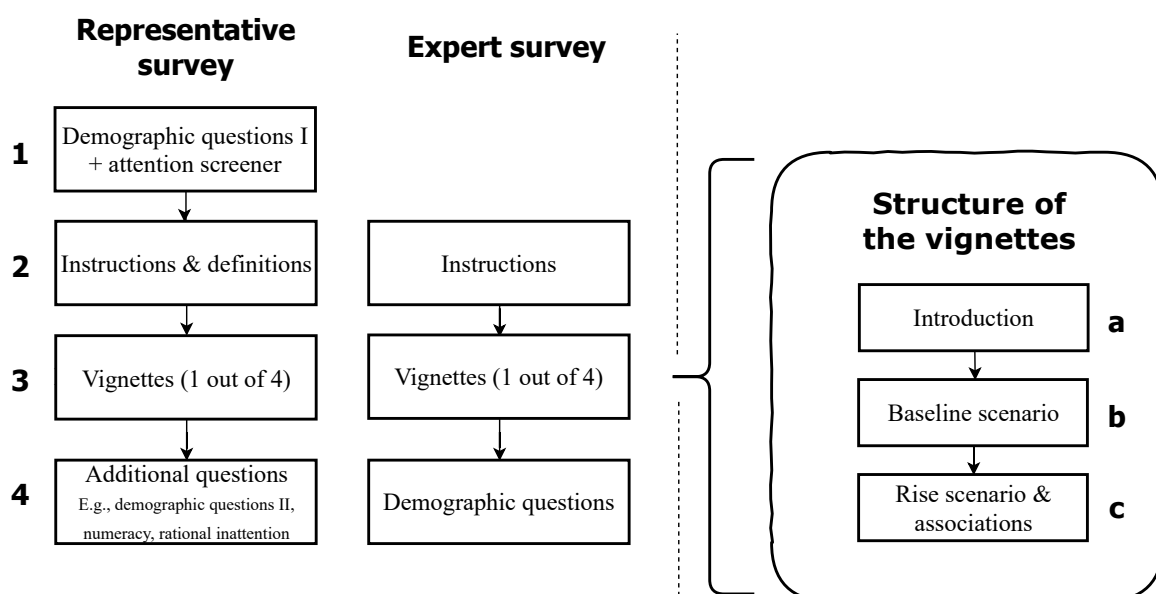 Representative
survey
Expert survey
1
Demographic questions I
+ attention screener
2
Instructions & definitions
Instructions
3
Vignettes (1 out of 4)
Vignettes (1 out of 4)
4
Additional questions
E.g., demographic questions II,
numeracy, rational inattention
Demographic questions
Structure of
the vignettes
Introduction
a
Baseline scenario
b
Rise scenario &
associations
c